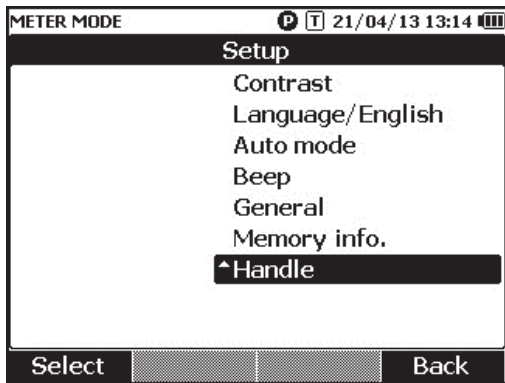 METER MODE P T 21/04/13 13:14
Setup
Contrast
Language/English
Auto mode
Beep
General
Memory info.
Handle
Select Back